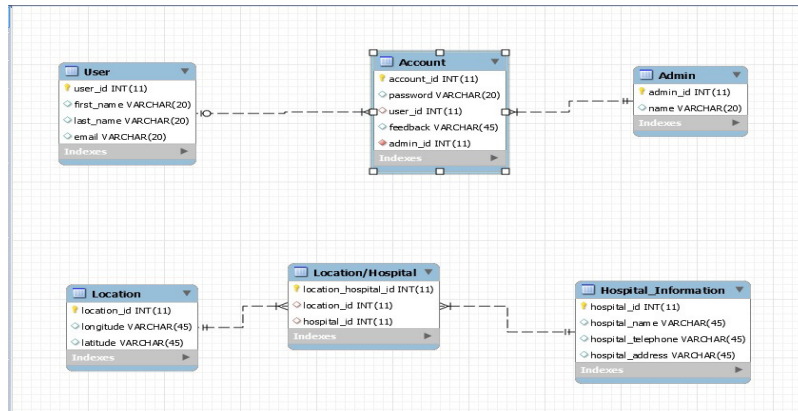 User
user_id INT(11)
first_name VARCHAR(20)
last_name VARCHAR(20)
email VARCHAR(20)
Indexes
Account
account_id INT(11)
password VARCHAR(20)
user_id INT(11)
feedback VARCHAR(45)
admin_id INT(11)
Indexes
Admin
admin_id INT(11)
name VARCHAR(20)
Indexes
Location
location_id INT(11)
longitude VARCHAR(45)
latitude VARCHAR(45)
Indexes
Location/Hospital
location_hospital_id INT(11)
location_id INT(11)
hospital_id INT(11)
Indexes
Hospital_Information
hospital_id INT(11)
hospital_name VARCHAR(45)
hospital_telephone VARCHAR(45)
hospital_address VARCHAR(45)
Indexes